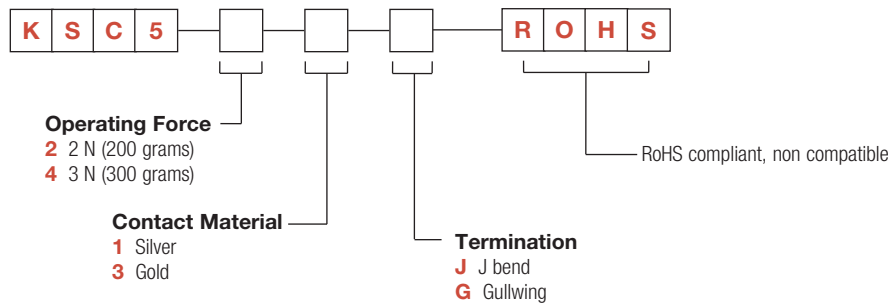 K S C 5 R O H S
Operating Force
2 2 N (200 grams)
4 3 N (300 grams)
RoHS compliant, non compatible
Contact Material
1 Silver
3 Gold
Termination
J J bend
G Gullwing